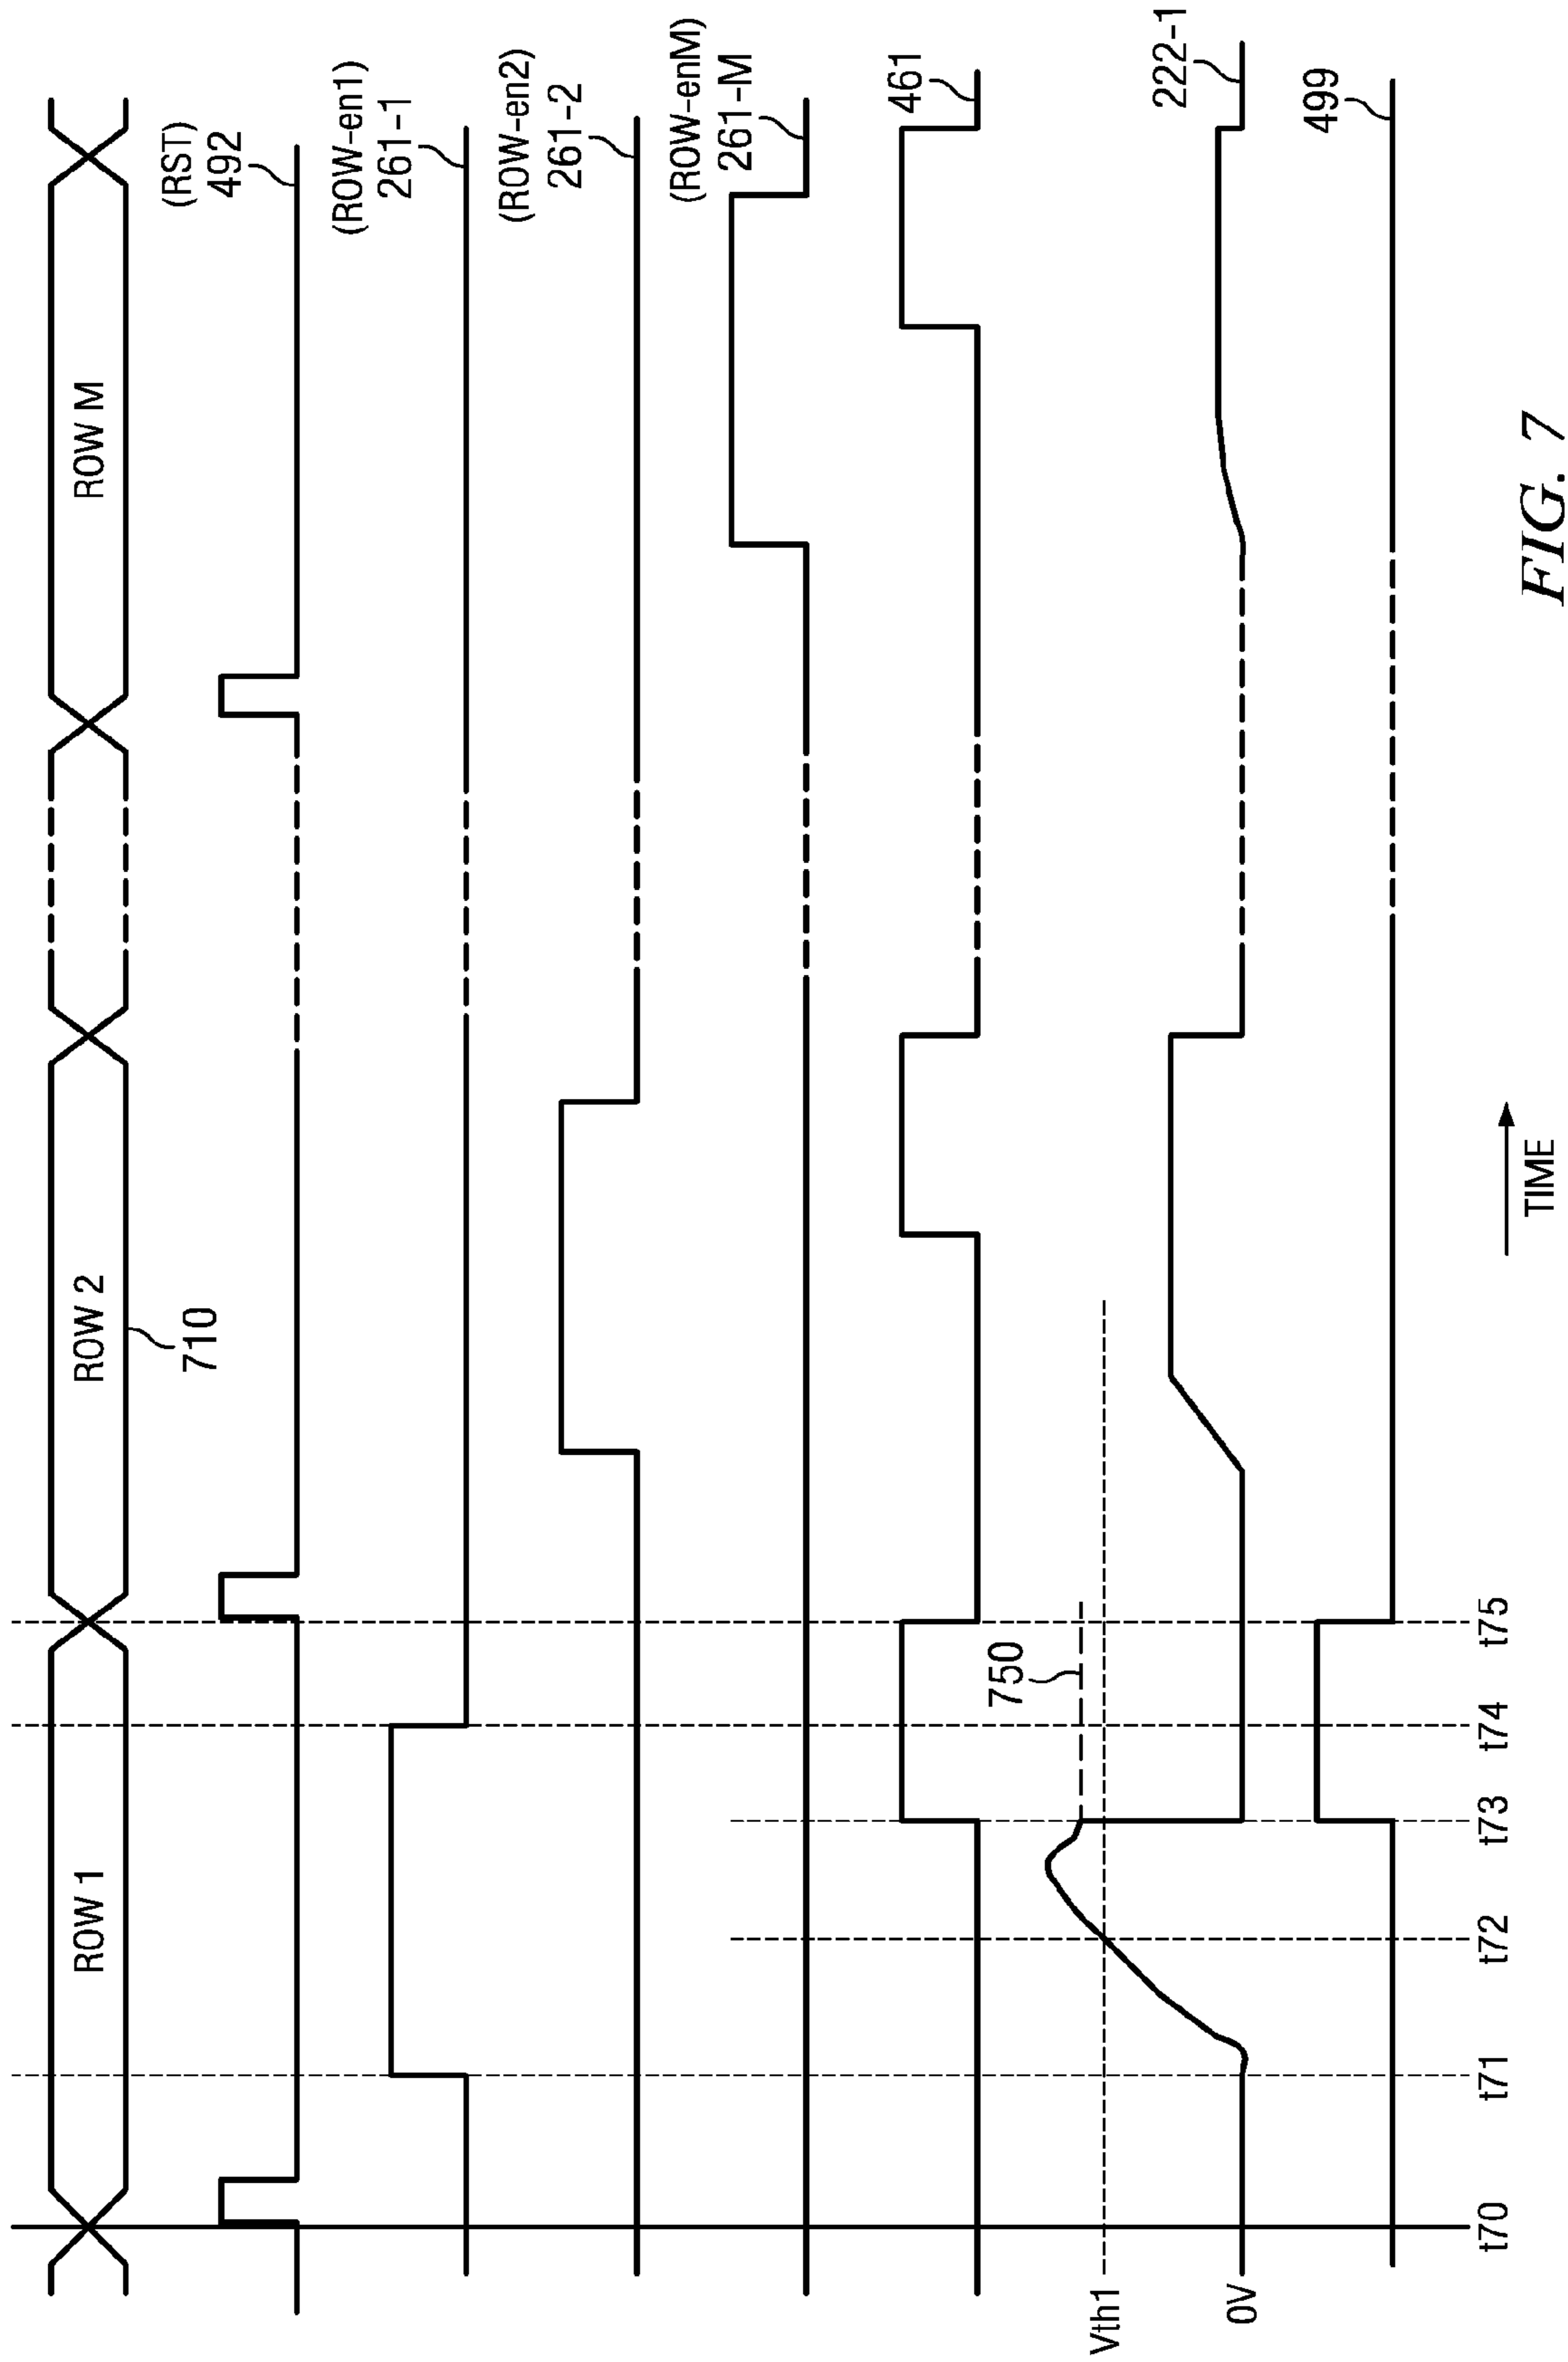 ROW 1
ROW 2
ROW M
710
(RST)
492
(ROW-en1)
261-1
(ROW-en2)
261-2
(ROW-enM)
261-M
461
750
Vth1
222-1
0V
499
t70
t71
t72
t73
t74
t75
TIME
FIG. 7